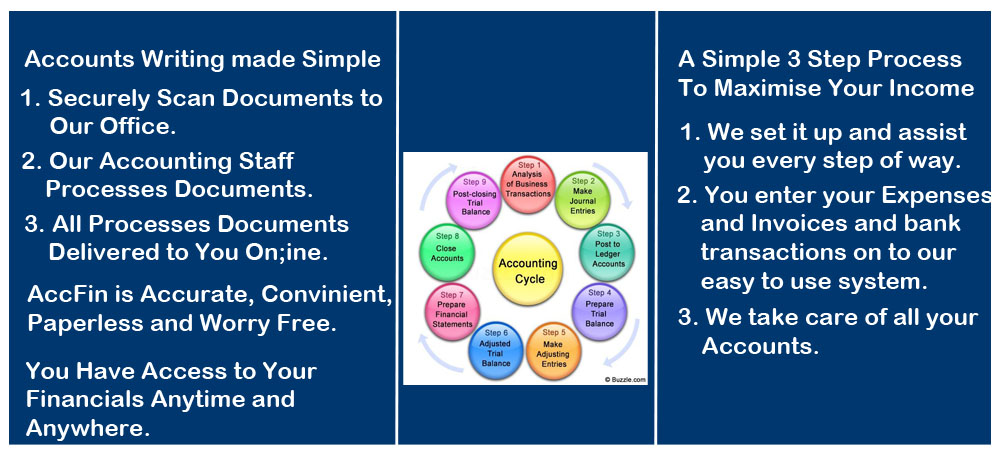 Accounts Writing made Simple
1. Securely Scan Documents to
Our Office.
2. Our Accounting Staff
Processes Documents.
3. All Processes Documents
Delivered to You On;ine.
AccFin is Accurate, Convinient,
Paperless and Worry Free.
You Have Access to Your
Financials Anytime and
Anywhere.
Step 1
Analysis
of Business
Transactions
Step 2
Make
Journal
Entries
Step 3
Post to
Ledger
Accounts
Step 4
Prepare
Trial
Balance
Step 5
Make
Adjusting
Entries
Step 6
Adjusted
Trial
Balance
Step 7
Prepare
Financial
Statements
Step 8
Close
Accounts
Step 9
Post-closing
Trial
Balance
Accounting
Cycle
© Buzzle.com
A Simple 3 Step Process
To Maximise Your Income
1. We set it up and assist
you every step of way.
2. You enter your Expenses
and Invoices and bank
transactions on to our
easy to use system.
3. We take care of all your
Accounts.